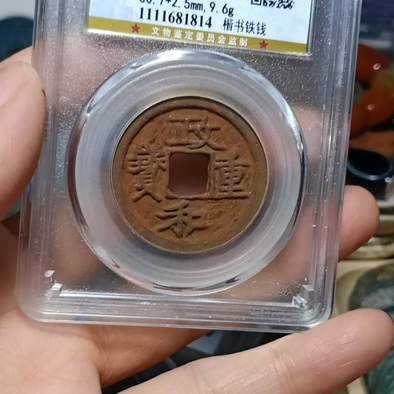 2.5mm, 9.6g
1111681814 楷书铁钱
文物鉴定委员会监制
政
重
和
寳